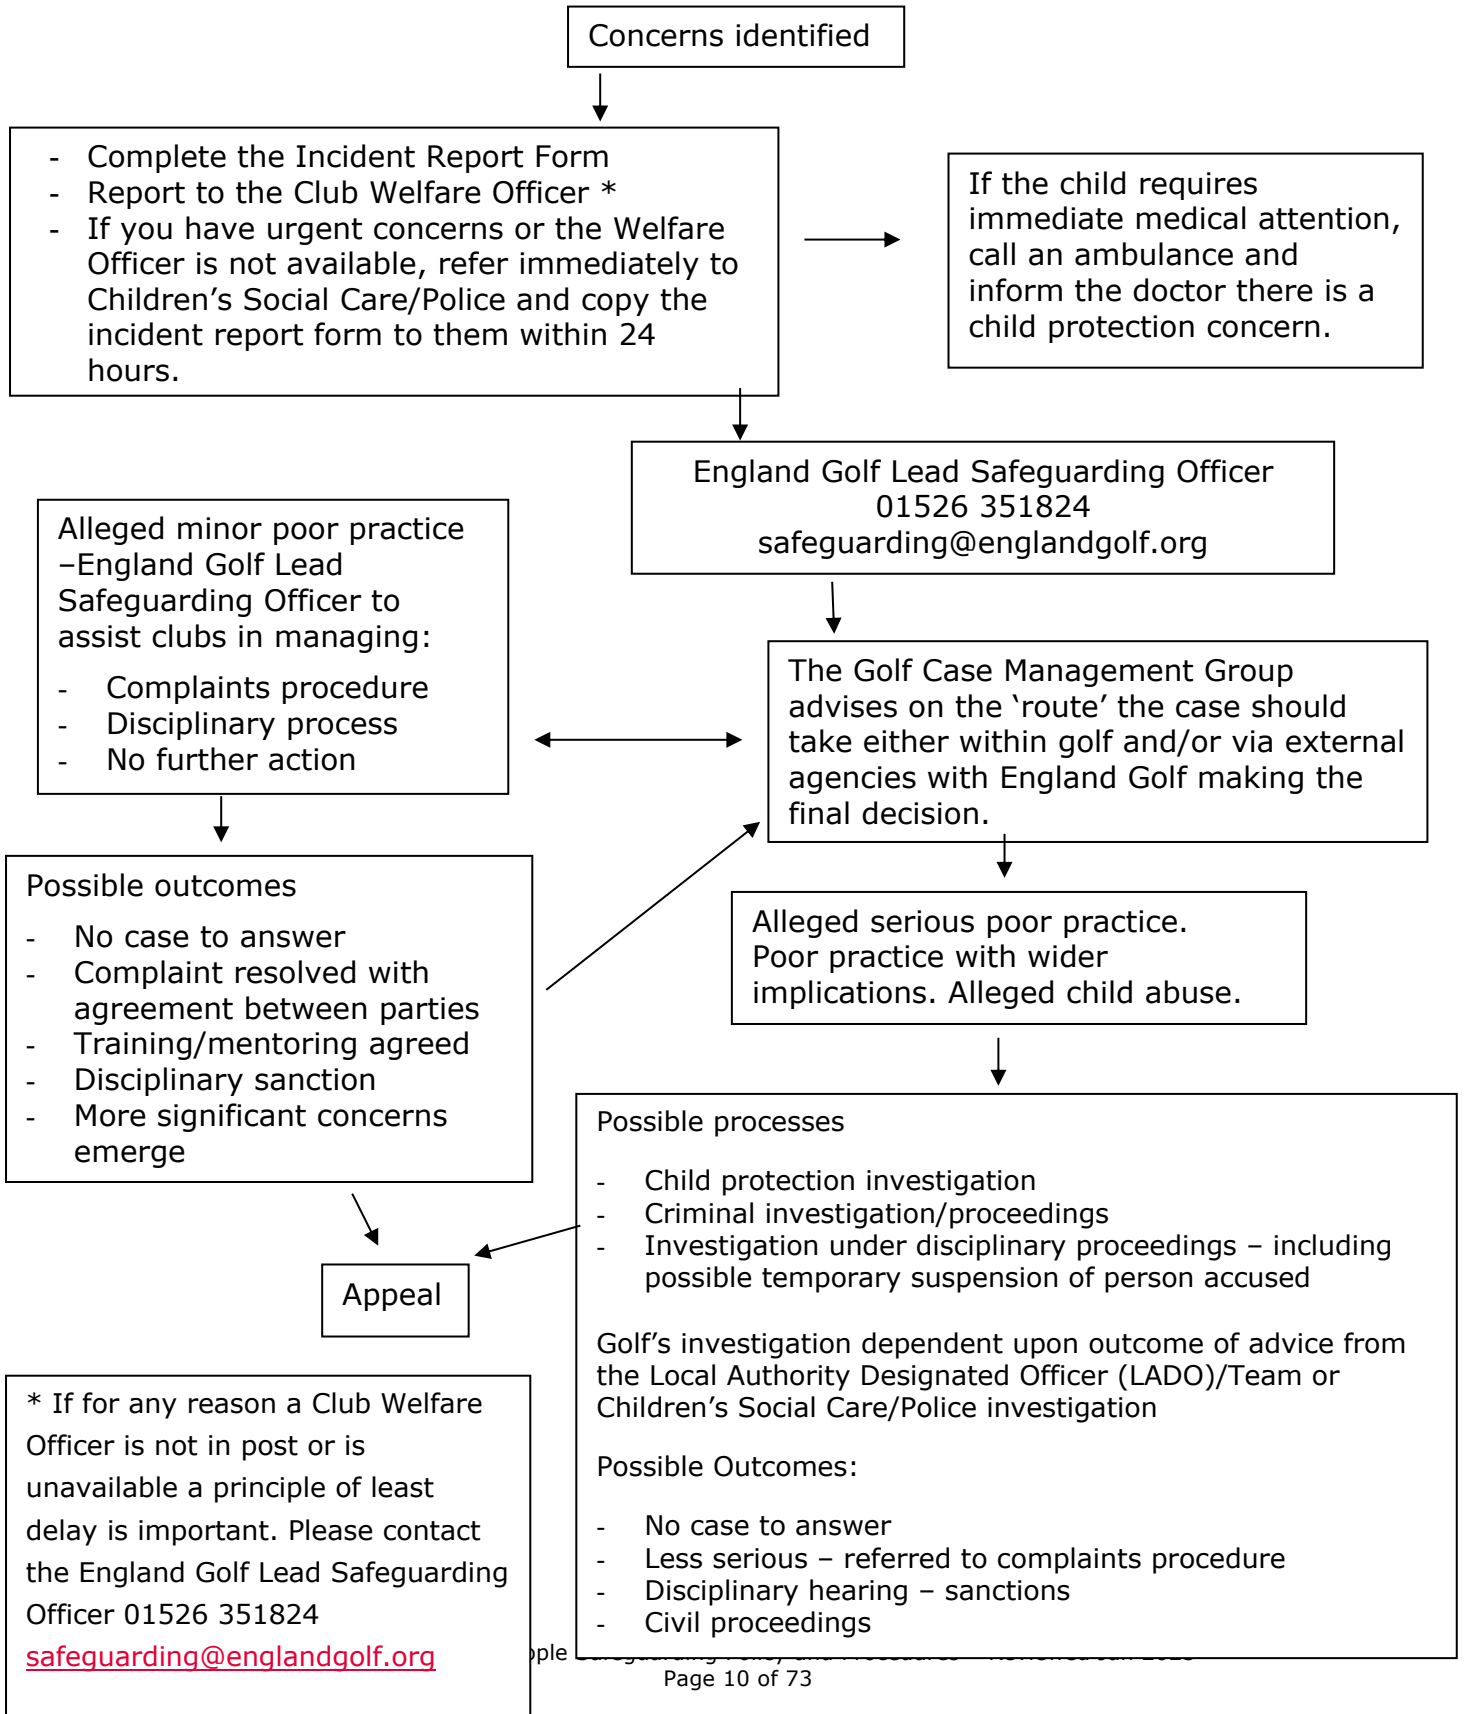 Concerns identified
- Complete the Incident Report Form
- Report to the Club Welfare Officer *
- If you have urgent concerns or the Welfare
Officer is not available, refer immediately to
Children’s Social Care/Police and copy the
incident report form to them within 24
hours.
If the child requires
immediate medical attention,
call an ambulance and
inform the doctor there is a
child protection concern.
England Golf Lead Safeguarding Officer
01526 351824
safeguarding@englandgolf.org
Alleged minor poor practice
–England Golf Lead
Safeguarding Officer to
assist clubs in managing:
- Complaints procedure
- Disciplinary process
- No further action
The Golf Case Management Group
advises on the ‘route’ the case should
take either within golf and/or via external
agencies with England Golf making the
final decision.
Possible outcomes
- No case to answer
- Complaint resolved with
agreement between parties
- Training/mentoring agreed
- Disciplinary sanction
- More significant concerns
emerge
Alleged serious poor practice.
Poor practice with wider
implications. Alleged child abuse.
Possible processes
- Child protection investigation
- Criminal investigation/proceedings
- Investigation under disciplinary proceedings – including
possible temporary suspension of person accused
Golf’s investigation dependent upon outcome of advice from
the Local Authority Designated Officer (LADO)/Team or
Children’s Social Care/Police investigation
Possible Outcomes:
- No case to answer
- Less serious – referred to complaints procedure
- Disciplinary hearing – sanctions
- Civil proceedings
Appeal
* If for any reason a Club Welfare
Officer is not in post or is
unavailable a principle of least
delay is important. Please contact
the England Golf Lead Safeguarding
Officer 01526 351824
safeguarding@englandgolf.org
Page 10 of 73